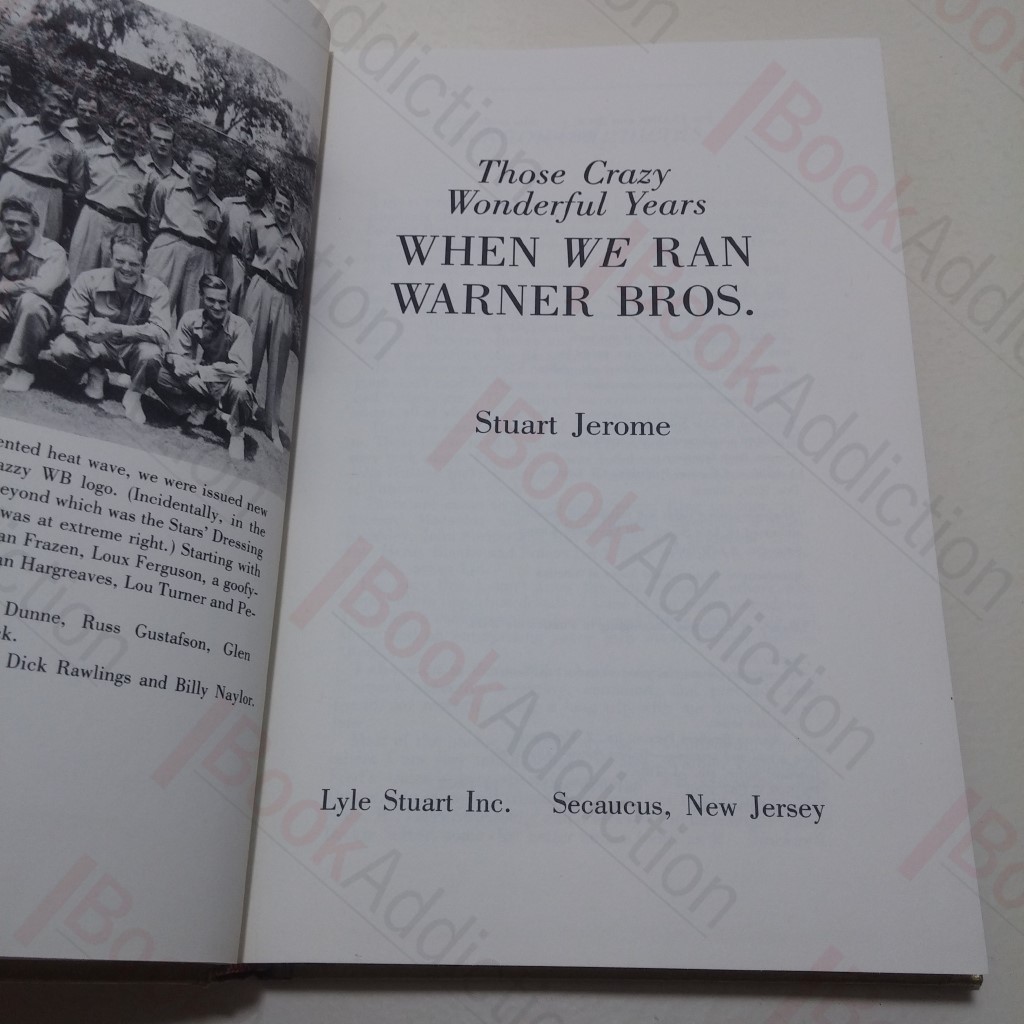 ented heat wave, we were issued new
azzy WB logo. (Incidentally, in the
eyond which was the Stars' Dressing
was at extreme right.) Starting with
an Frazen, Loux Ferguson, a goofy-
an Hargreaves, Lou Turner and Pe-
Dunne, Russ Gustafson, Glen
ck.
Dick Rawlings and Billy Naylor.
Those Crazy
Wonderful Years
WHEN WE RAN
WARNER BROS.
Stuart Jerome
Lyle Stuart Inc. Secaucus, New Jersey
BookAddiction